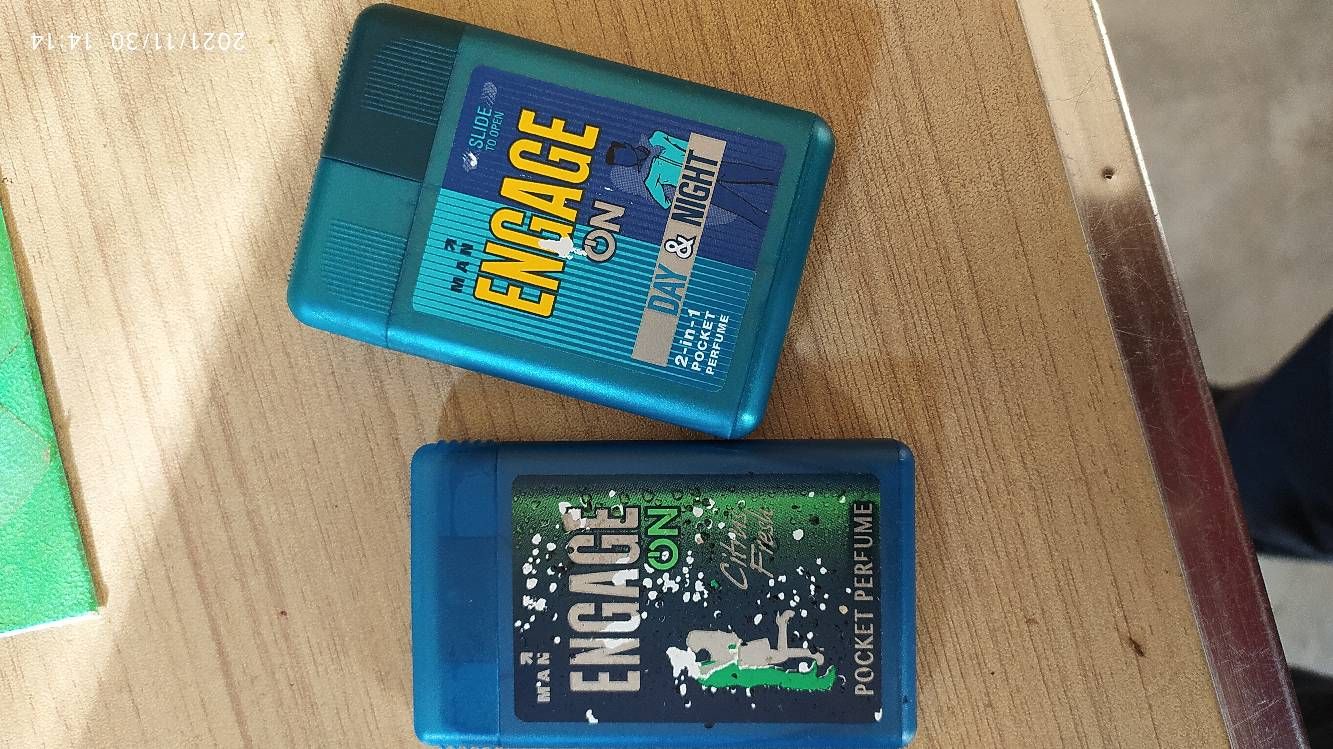 2021/11/30 14:14
SLIDE
TO OPEN
MAN
ENGAGE
ON
DAY & NIGHT
2-in-1
POCKET
PERFUME
MAN
ENGAGE
ON
Citrus
Fresh
POCKET PERFUME